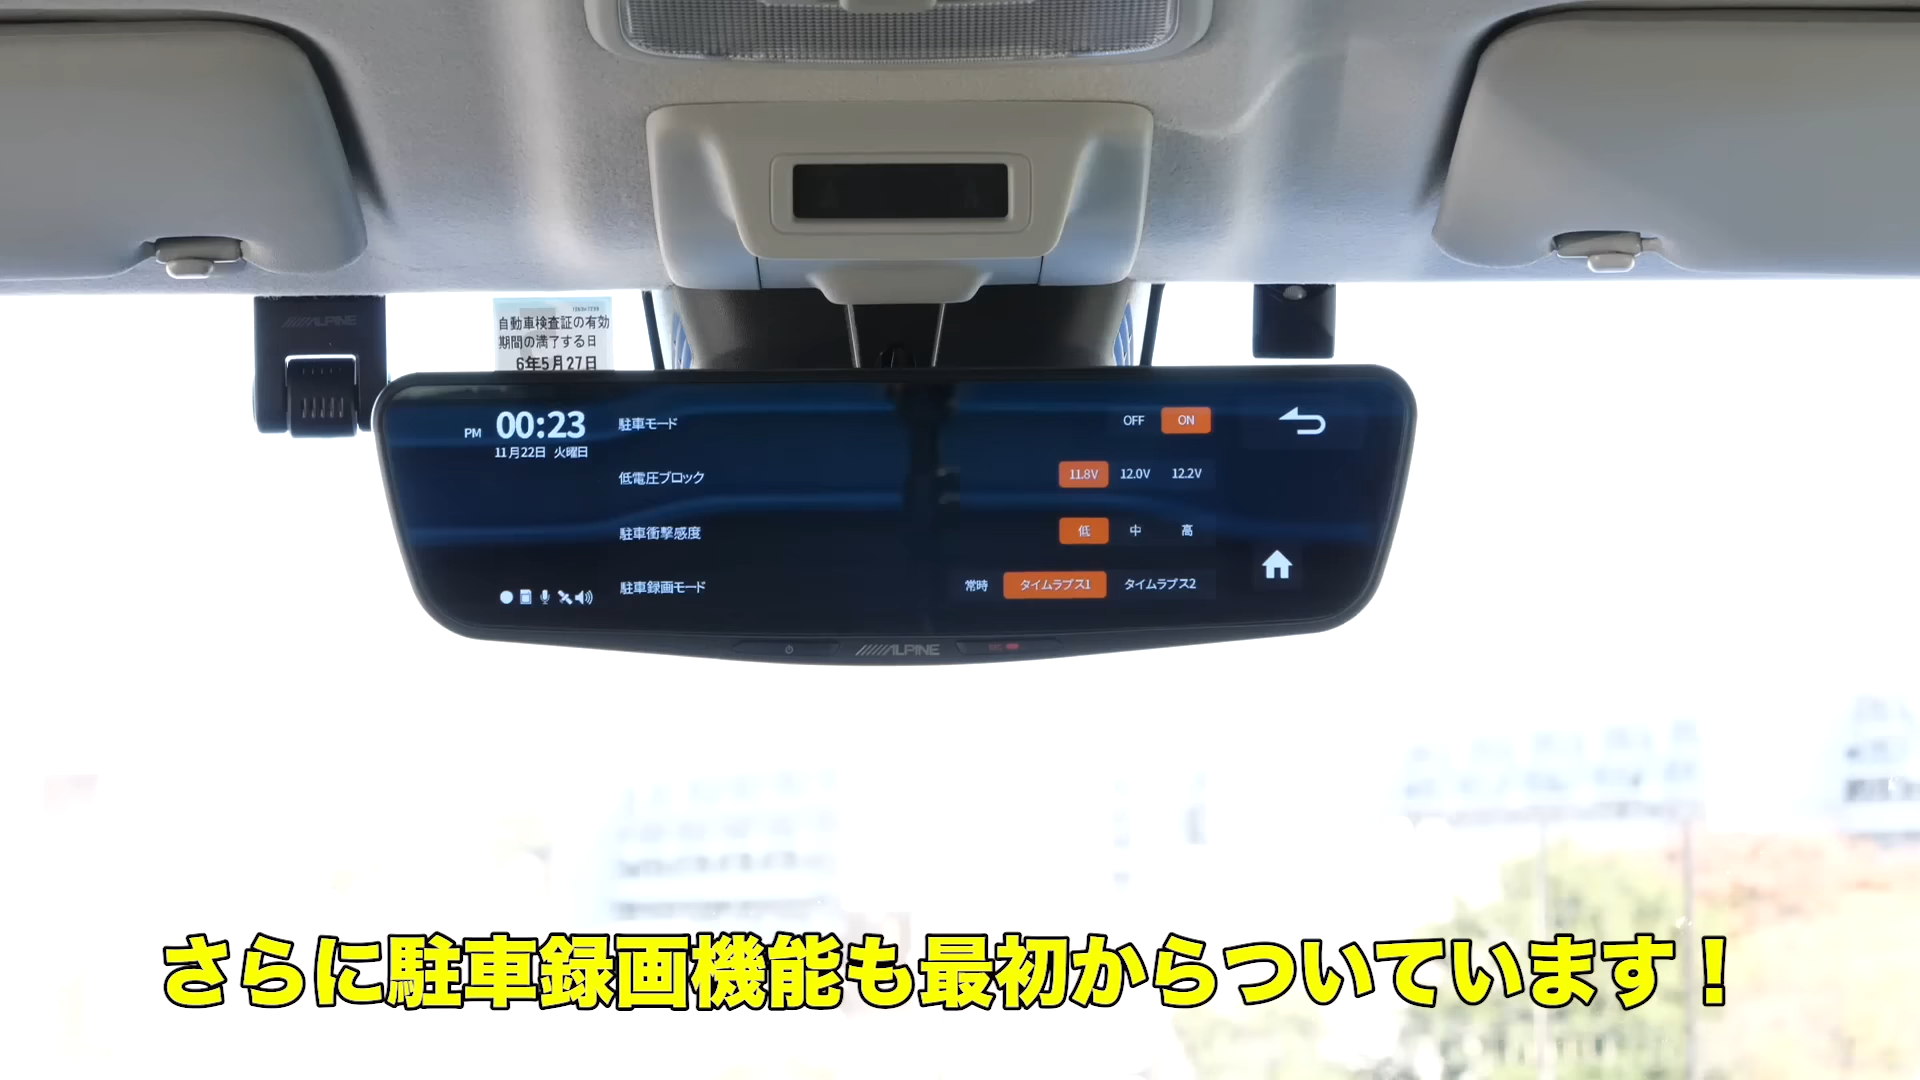 ALPINE
自動車検査証の有効
期間の満了する日
6年5月27日
PM 00:23
11月22日 火曜日
駐車モード OFF ON
低電圧ブロック 11.8V 12.0V 12.2V
駐車衝撃感度 低 中 高
駐車録画モード 常時 タイムラプス1 タイムラプス2
ALPINE
さらに駐車録画機能も最初からついています！